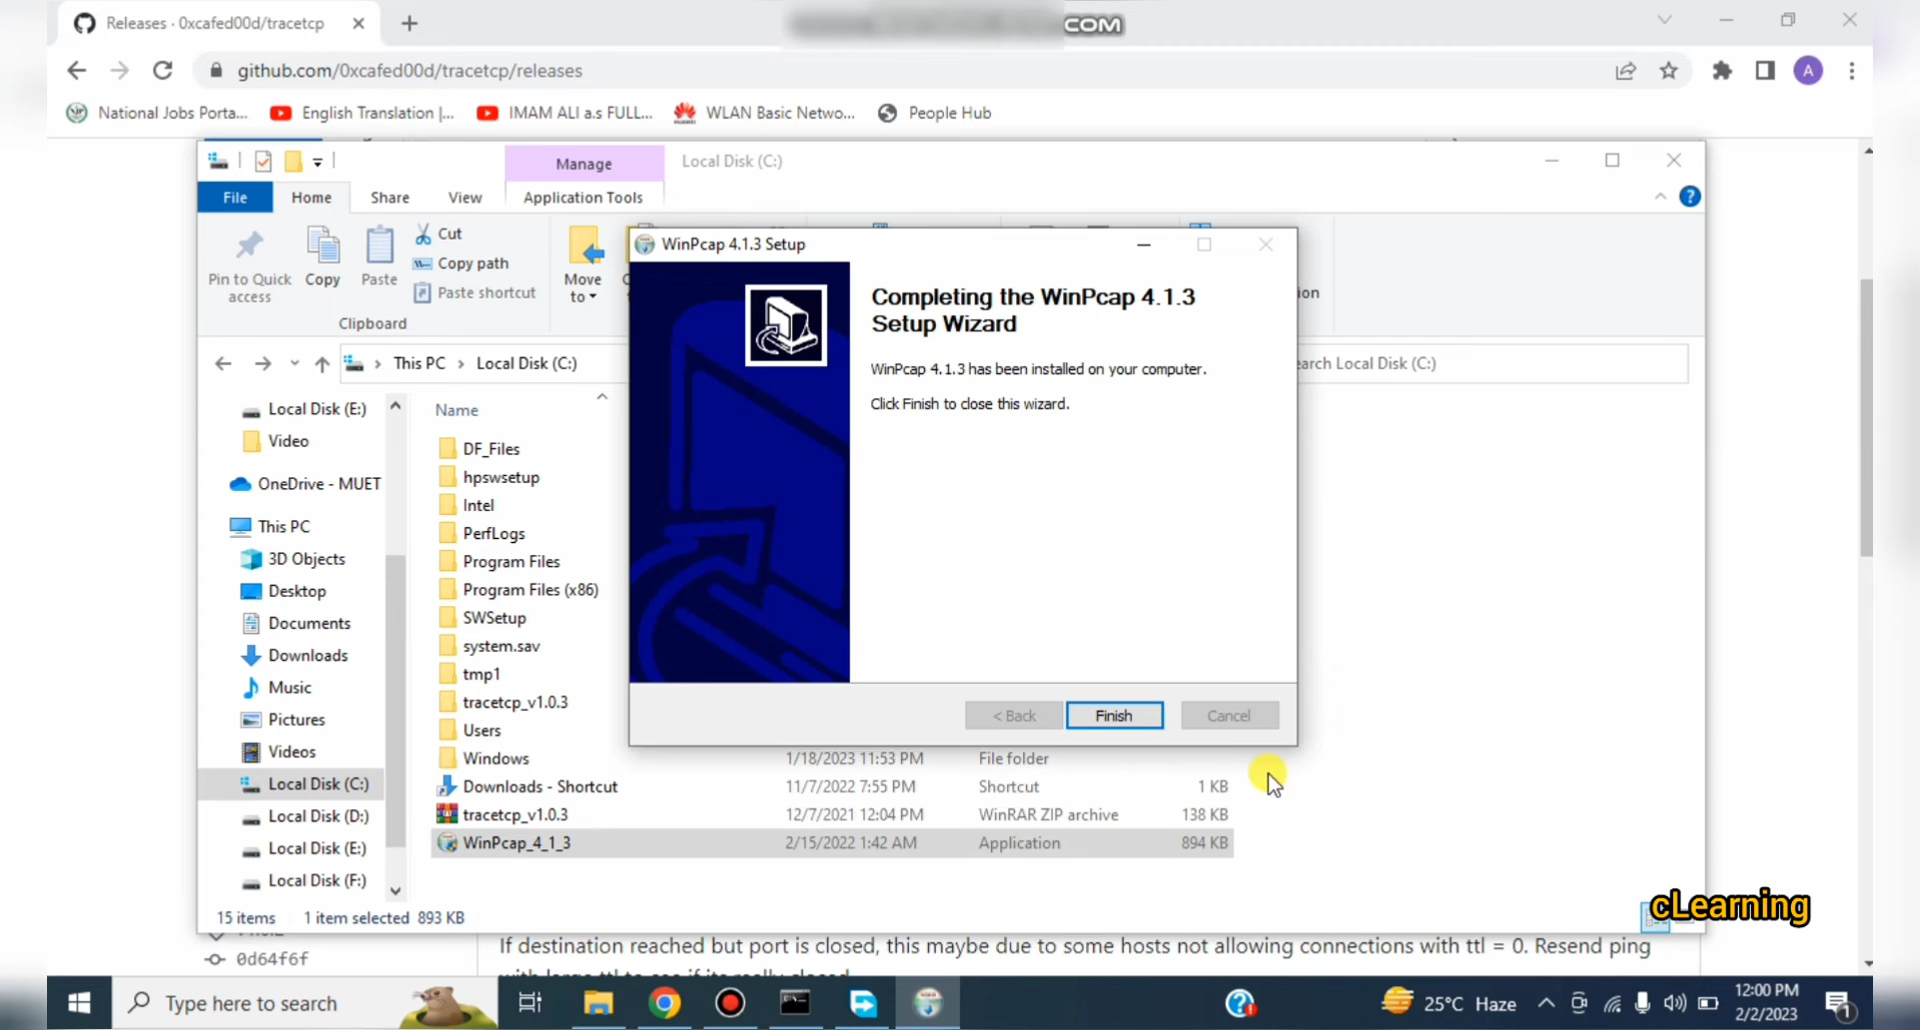 Releases · 0xcafed00d/tracetcp
COM
github.com/0xcafed00d/tracetcp/releases
National Jobs Porta...
English Translation |...
IMAM ALI a.s FULL...
WLAN Basic Netwo...
People Hub
A
Manage
Local Disk (C:)
File
Home
Share
View
Application Tools
Pin to Quick access
Copy
Paste
Cut
Copy path
Paste shortcut
Move to
Clipboard
WinPcap 4.1.3 Setup
Completing the WinPcap 4.1.3
Setup Wizard
WinPcap 4.1.3 has been installed on your computer.
Click Finish to close this wizard.
< Back
Finish
Cancel
This PC > Local Disk (C:)
Local Disk (C:)
Local Disk (E:)
Video
OneDrive - MUET
This PC
3D Objects
Desktop
Documents
Downloads
Music
Pictures
Videos
Local Disk (C:)
Local Disk (D:)
Local Disk (E:)
Local Disk (F:)
Name
DF_Files
hpswsetup
Intel
PerfLogs
Program Files
Program Files (x86)
SWSetup
system.sav
tmp1
tracetcp_v1.0.3
Users
Windows 1/18/2023 11:53 PM File folder
Downloads - Shortcut 11/7/2022 7:55 PM Shortcut 1 KB
tracetcp_v1.0.3 12/7/2021 12:04 PM WinRAR ZIP archive 138 KB
WinPcap_4_1_3 2/15/2022 1:42 AM Application 894 KB
15 items 1 item selected 893 KB
cLearning
0d64f6f
If destination reached but port is closed, this maybe due to some hosts not allowing connections with ttl = 0. Resend ping
Type here to search
25°C Haze
12:00 PM
2/2/2023
1